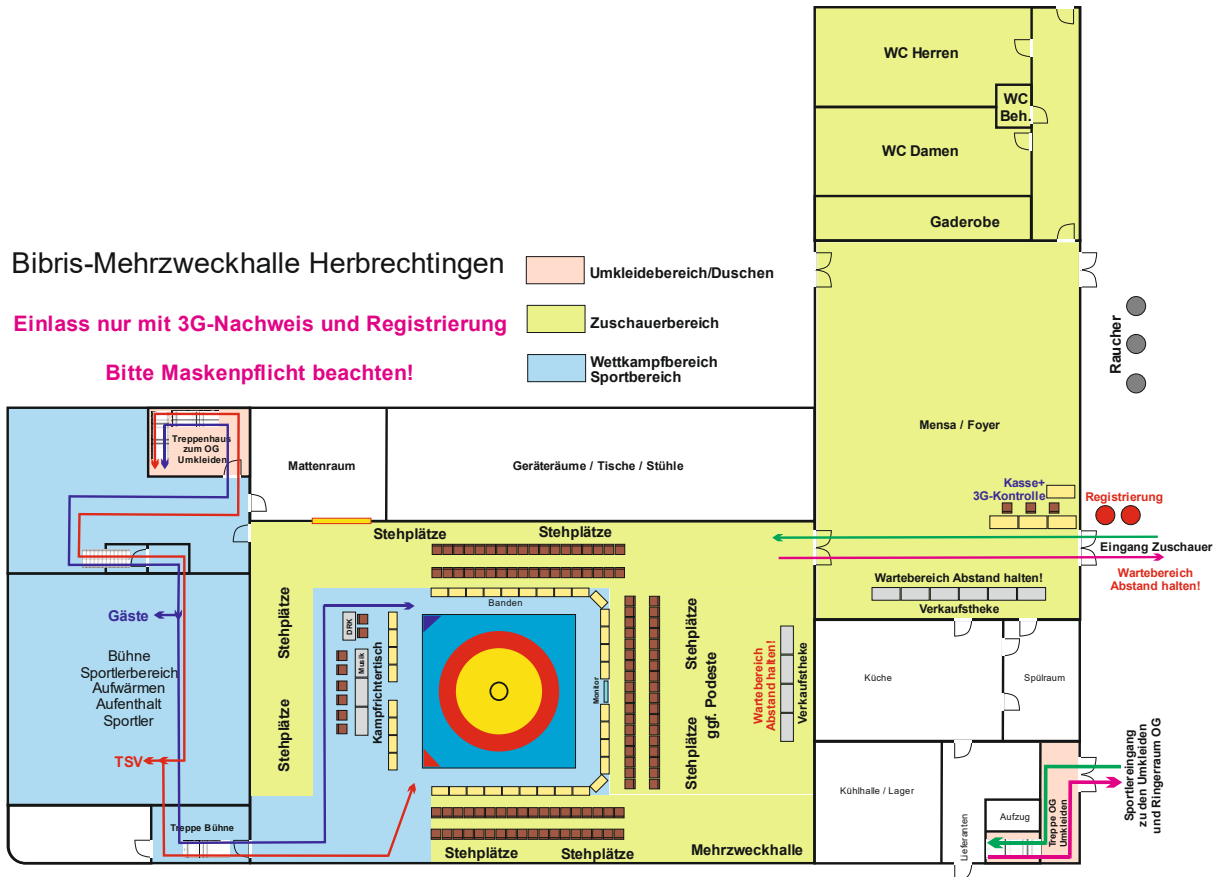 WC Herren
WC
Beh.
WC Damen
Gaderobe
Bibris-Mehrzweckhalle Herbrechtingen
Einlass nur mit 3G-Nachweis und Registrierung
Bitte Maskenpflicht beachten!
Umkleidebereich/Duschen
Zuschauerbereich
Wettkampfbereich
Sportbereich
Raucher
Mensa / Foyer
Treppenhaus
zum OG
Umkleiden
Mattenraum
Geräteräume / Tische / Stühle
Kasse+
3G-Kontrolle
Registrierung
Eingang Zuschauer
Wartebereich
Abstand halten!
Wartebereich Abstand halten!
Verkaufstheke
Stehplätze
Stehplätze
Stehplätze
Stehplätze
Banden
DRK
Musik
Kampfrichtertisch
Monitor
Stehplätze
Stehplätze
ggf. Podeste
Wartebereich
Abstand halten!
Verkaufstheke
Gäste
Bühne
Sportlerbereich
Aufwärmen
Aufenthalt
Sportler
TSV
Treppe Bühne
Stehplätze
Stehplätze
Mehrzweckhalle
Küche
Spülraum
Kühlhalle / Lager
Lieferanten
Aufzug
Treppe OG
Umkleiden
Sportlereingang
zu den Umkleiden
und Ringerraum OG